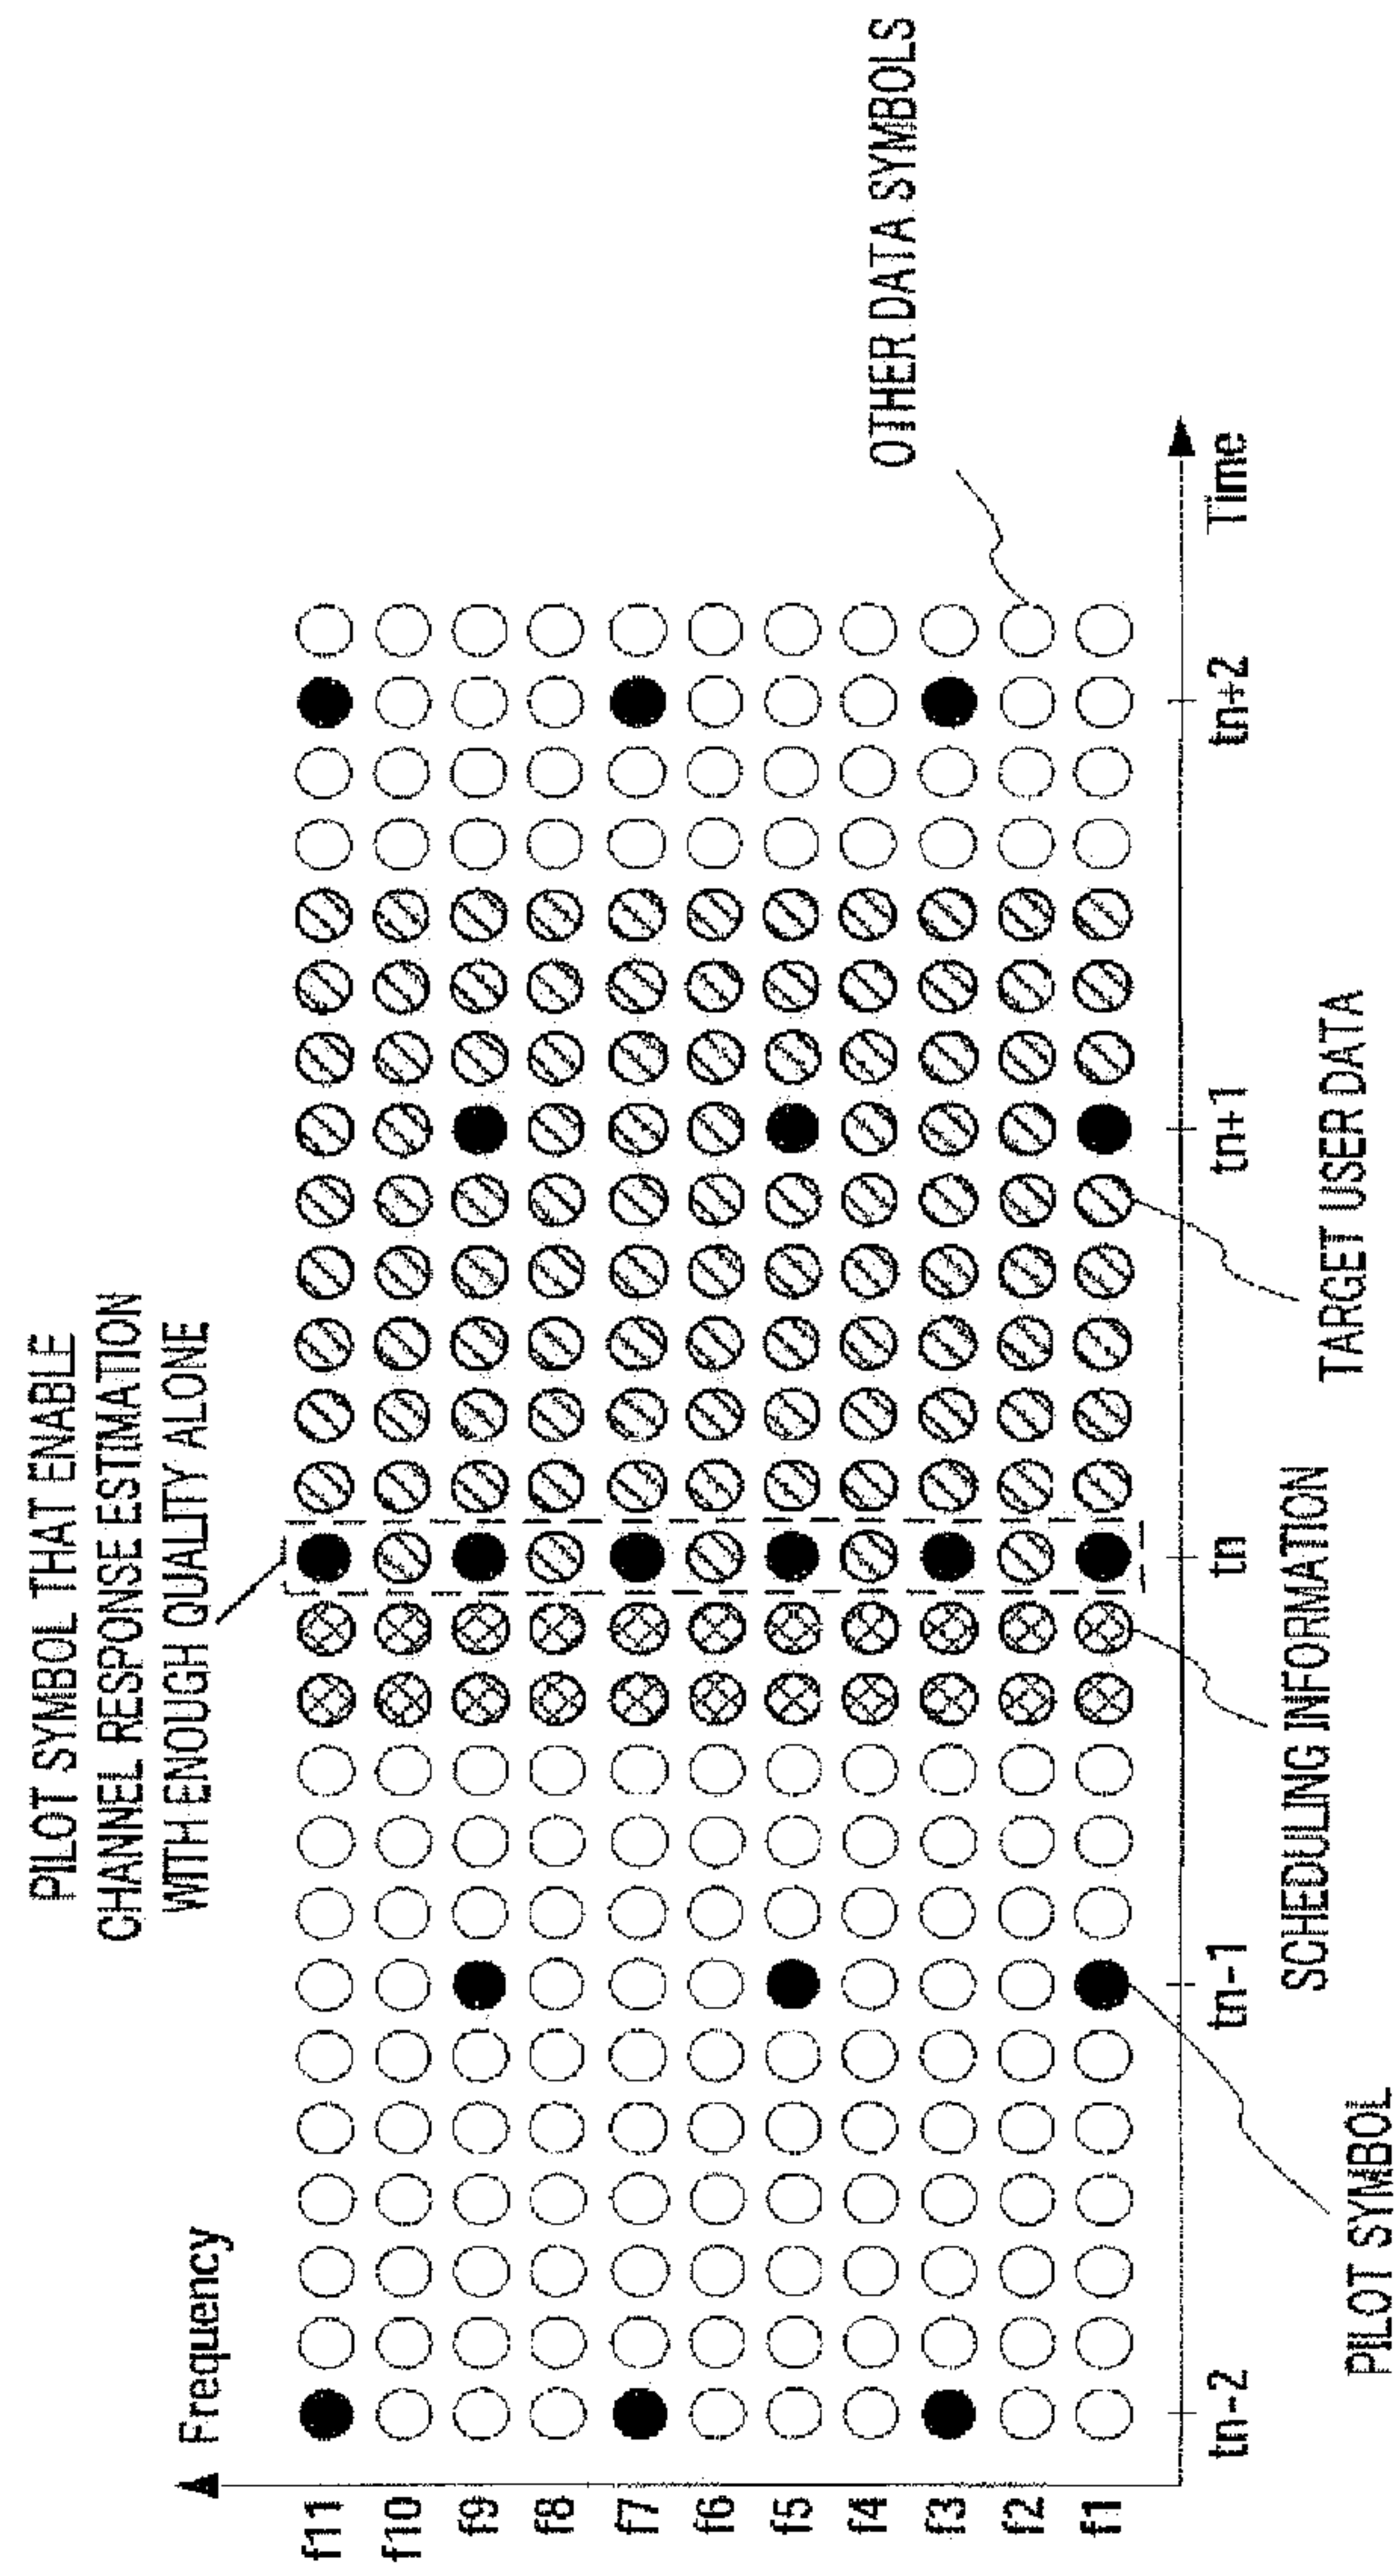 PILOT SYMBOL THAT ENABLE
CHANNEL RESPONSE ESTIMATION
WITH ENOUGH QUALITY ALONE
Frequency
f11
f10
f9
f8
f7
f6
f5
f4
f3
f2
f1
OTHER DATA SYMBOLS
tn-2
tn-1
tn
tn+1
tn+2
Time
PILOT SYMBOL
SCHEDULING INFORMATION
TARGET USER DATA